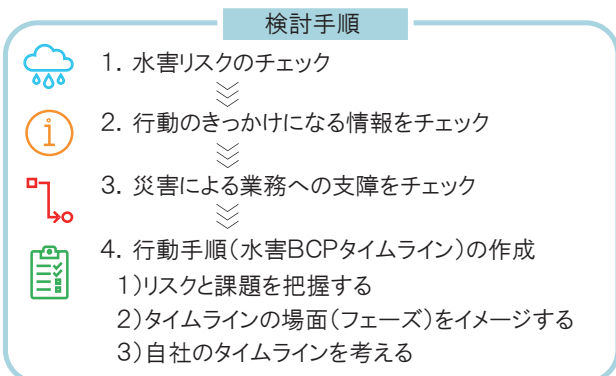 検討手順
1. 水害リスクのチェック
i
2. 行動のきっかけになる情報をチェック
3. 災害による業務への支障をチェック
4. 行動手順(水害BCPタイムライン)の作成
1)リスクと課題を把握する
2)タイムラインの場面(フェーズ)をイメージする
3)自社のタイムラインを考える